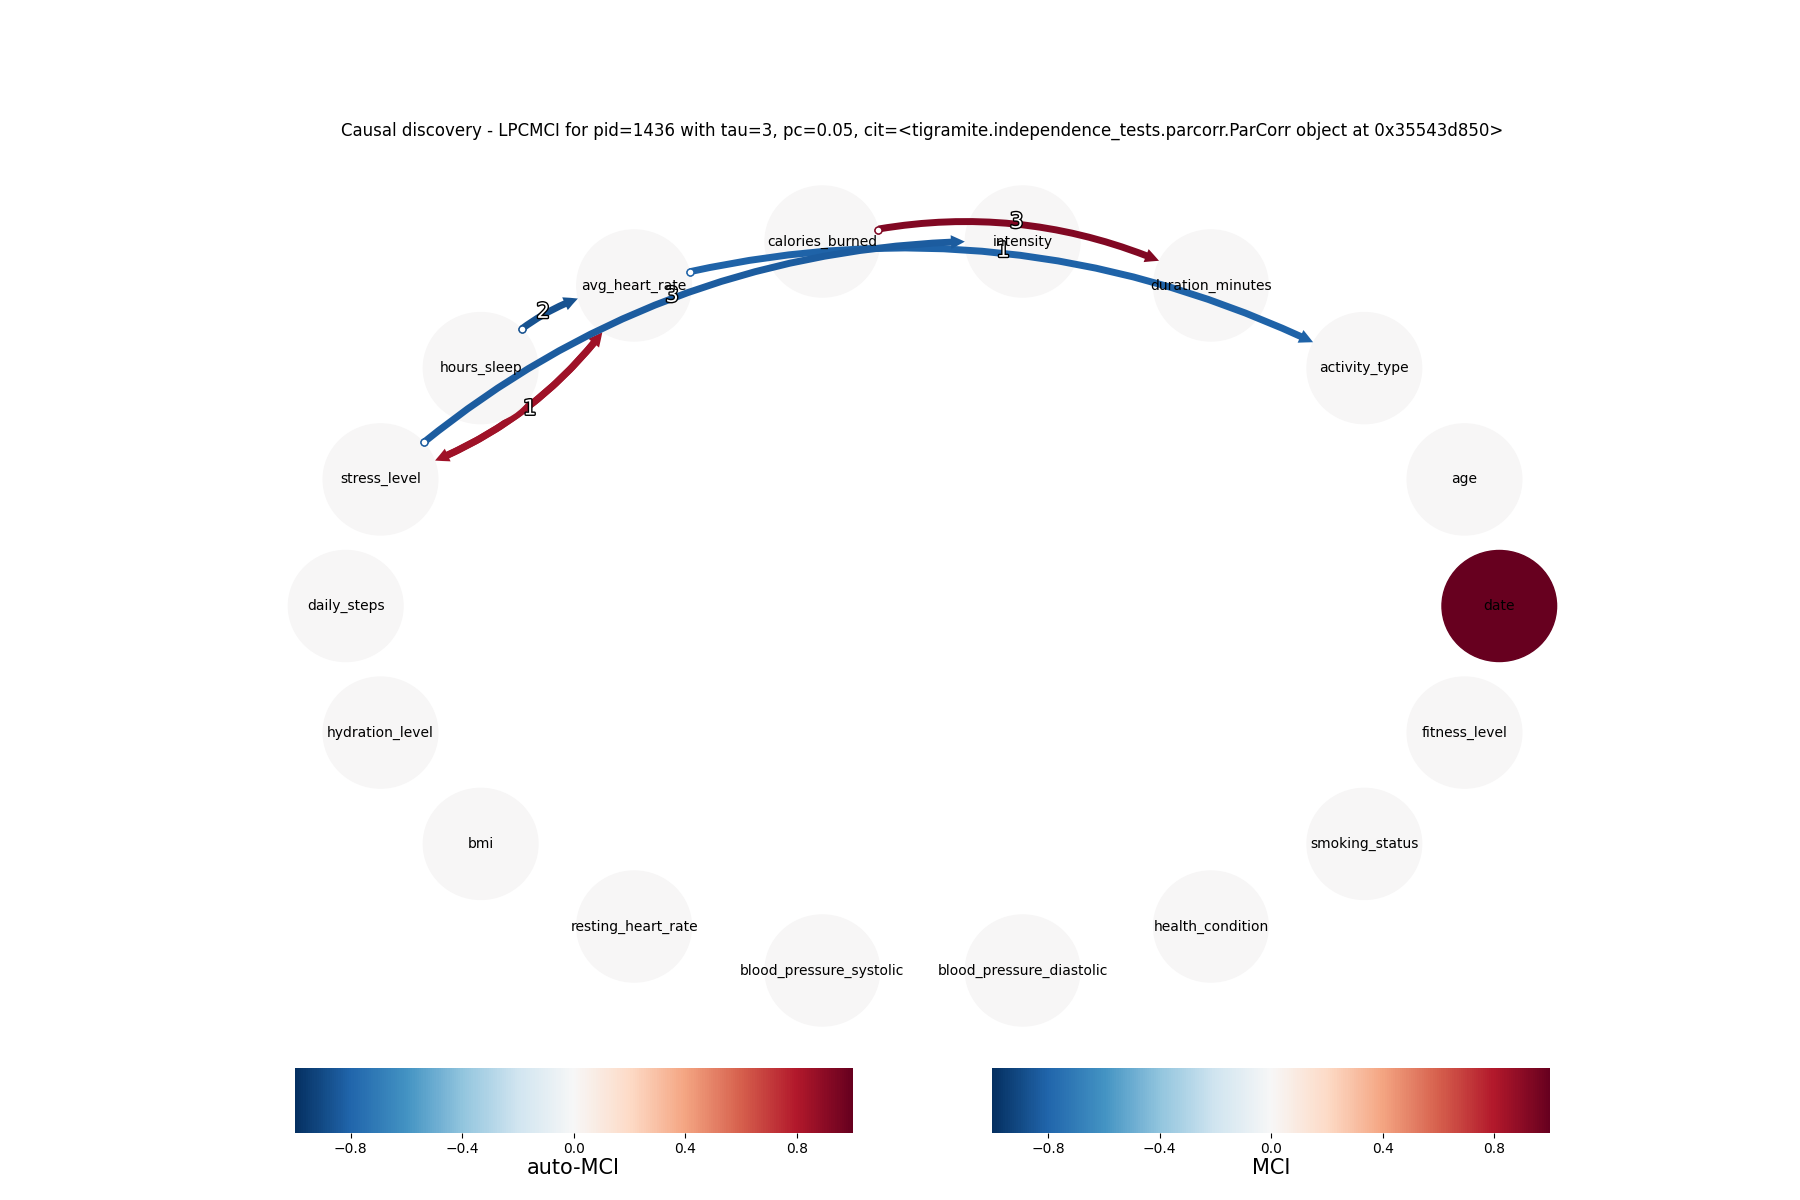 Causal discovery - LPCMCI for pid=1436 with tau=3, pc=0.05, cit=<tigramite.independence_tests.parcorr.ParCorr object at 0x35543d850>
3
calories_burned
intensity
1
avg_heart_rate
duration_minutes
3
2
hours_sleep
activity_type
1
stress_level
age
daily_steps
date
hydration_level
fitness_level
bmi
smoking_status
resting_heart_rate
health_condition
blood_pressure_systolic
blood_pressure_diastolic
−0.8 −0.4 0.0 0.4 0.8
auto-MCI
−0.8 −0.4 0.0 0.4 0.8
MCI